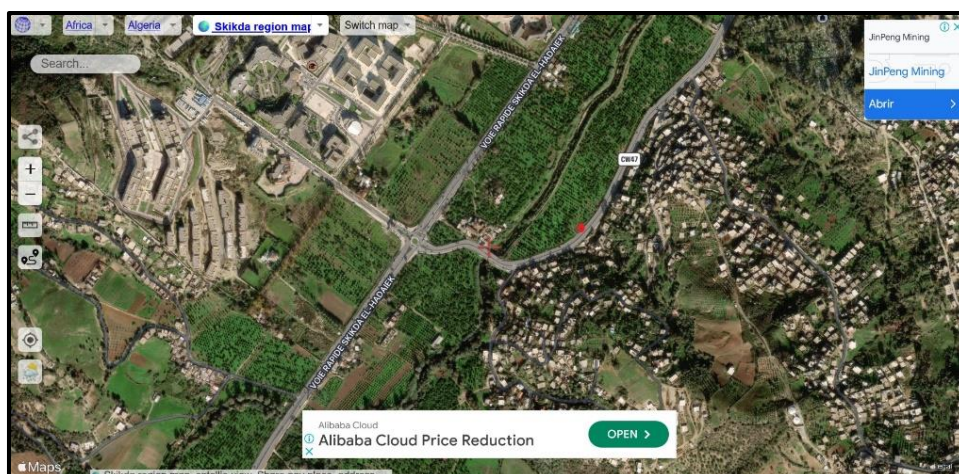 Africa
Algeria
Skikda region map
Switch map
Search...
JinPeng Mining
JinPeng Mining
Abrir
VOIE RAPIDE SKIKDA EL-HADAIEK
CW47
VOIE RAPIDE SKIKDA EL-HADAIEK
Alibaba Cloud
Alibaba Cloud Price Reduction
OPEN
Maps
Legal